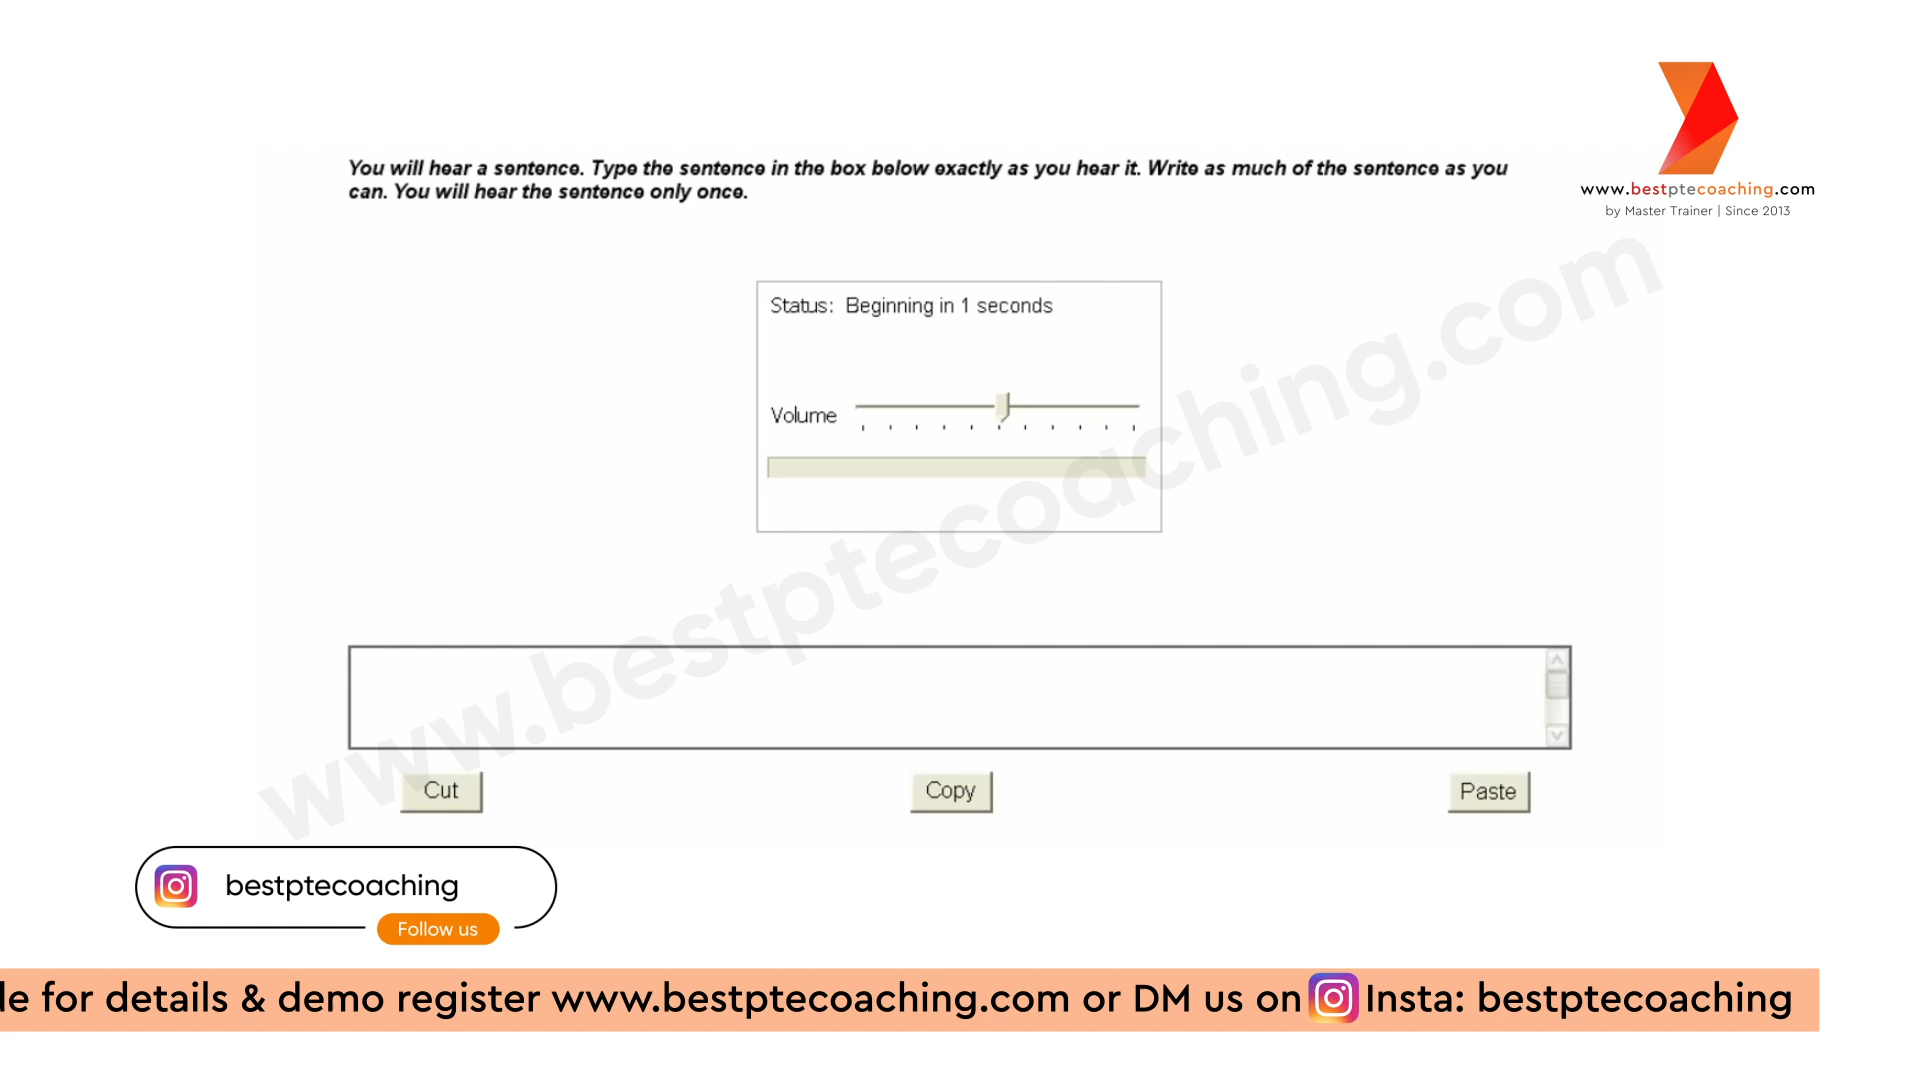 You will hear a sentence. Type the sentence in the box below exactly as you hear it. Write as much of the sentence as you
can. You will hear the sentence only once.
www.bestptecoaching.com
by Master Trainer | Since 2013
Status: Beginning in 1 seconds
Volume
www.bestptecoaching.com
Cut
Copy
Paste
bestptecoaching
Follow us
for details & demo register www.bestptecoaching.com or DM us on Insta: bestptecoaching